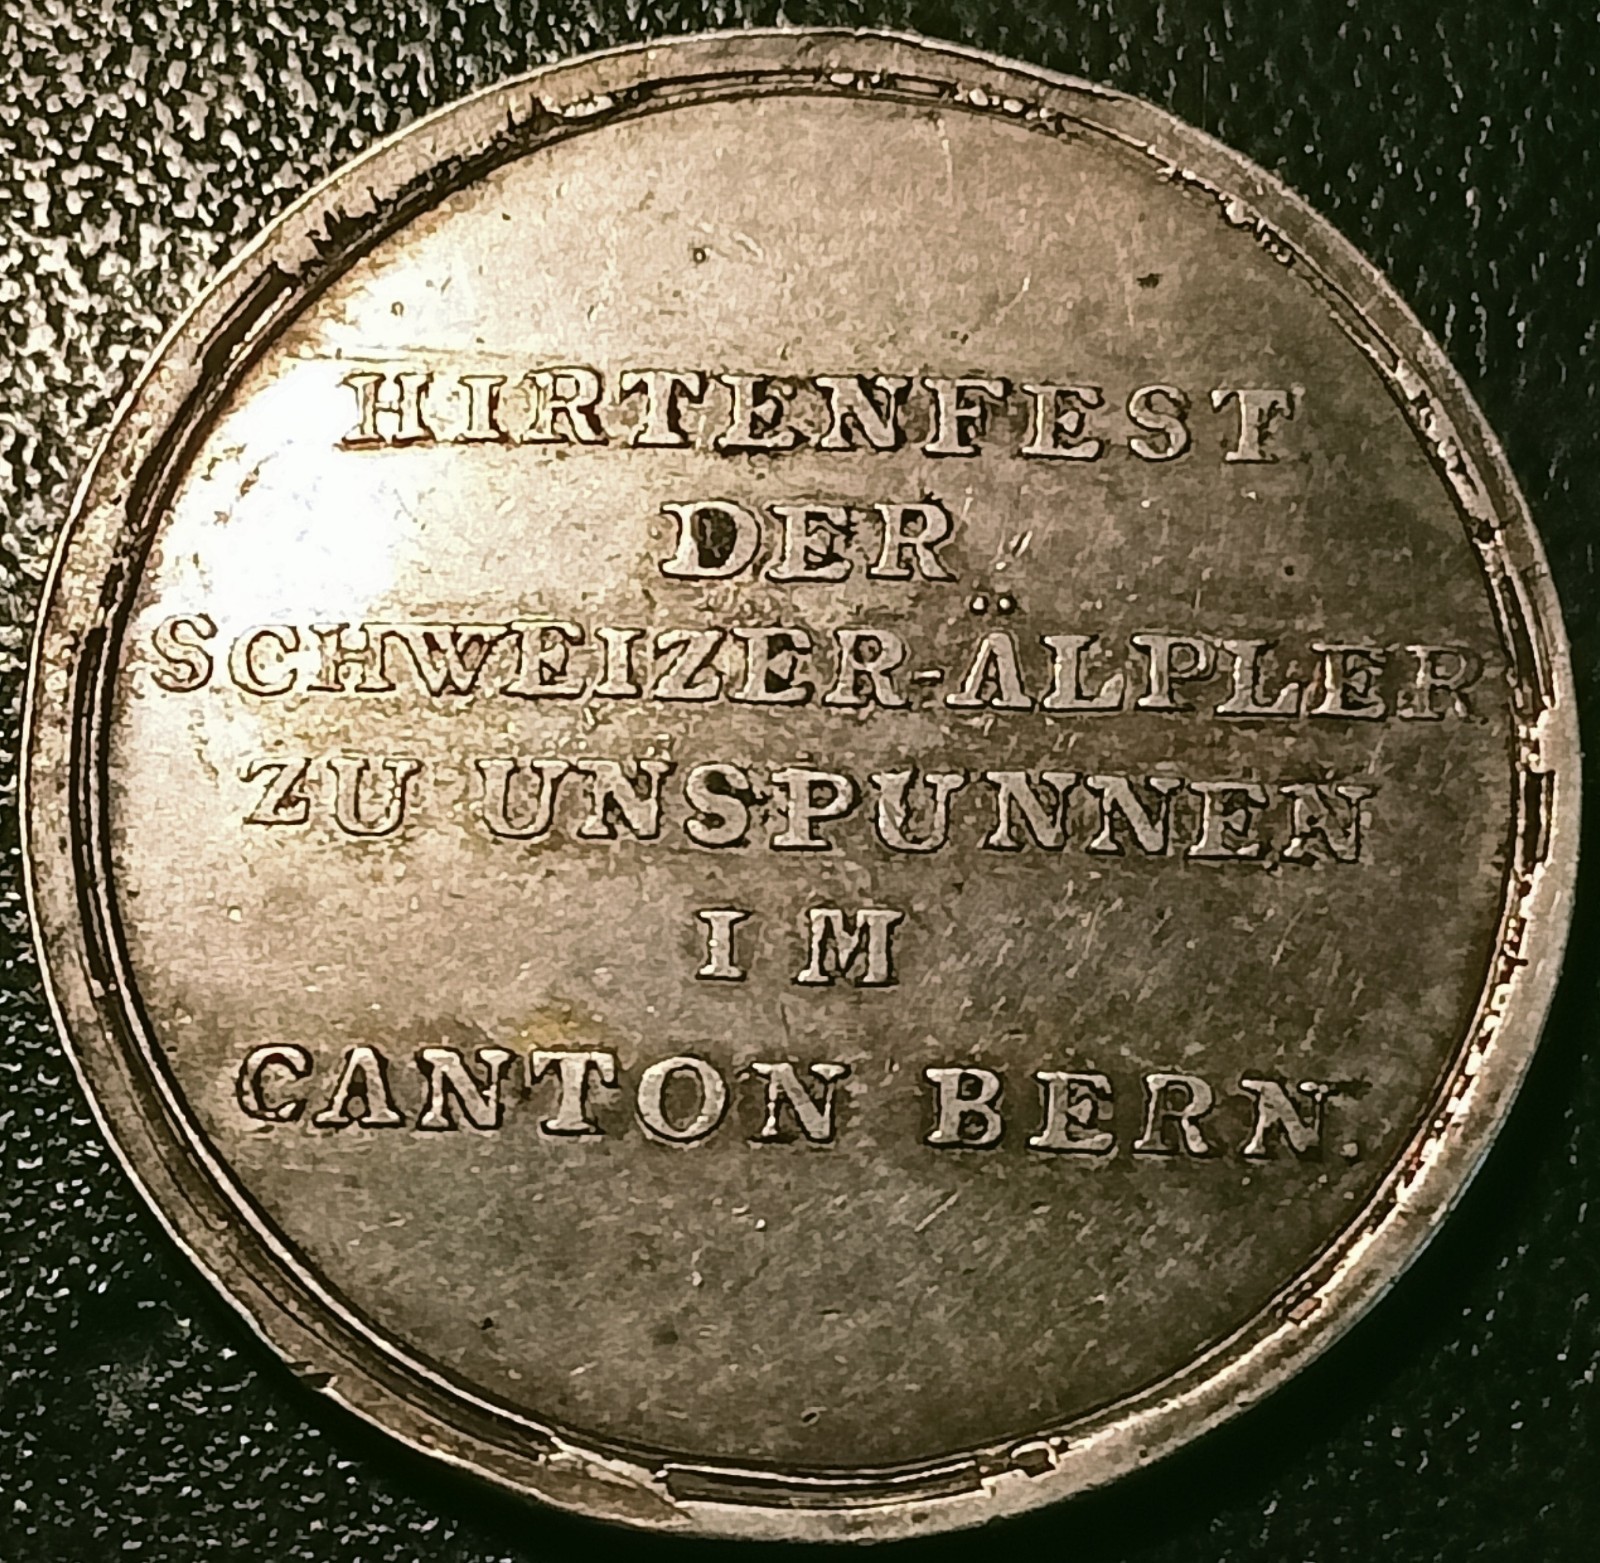 HIRTENFEST
DER
SCHWEIZER-ÄLPLER
ZU UNSPUNNEN
IM
CANTON BERN.